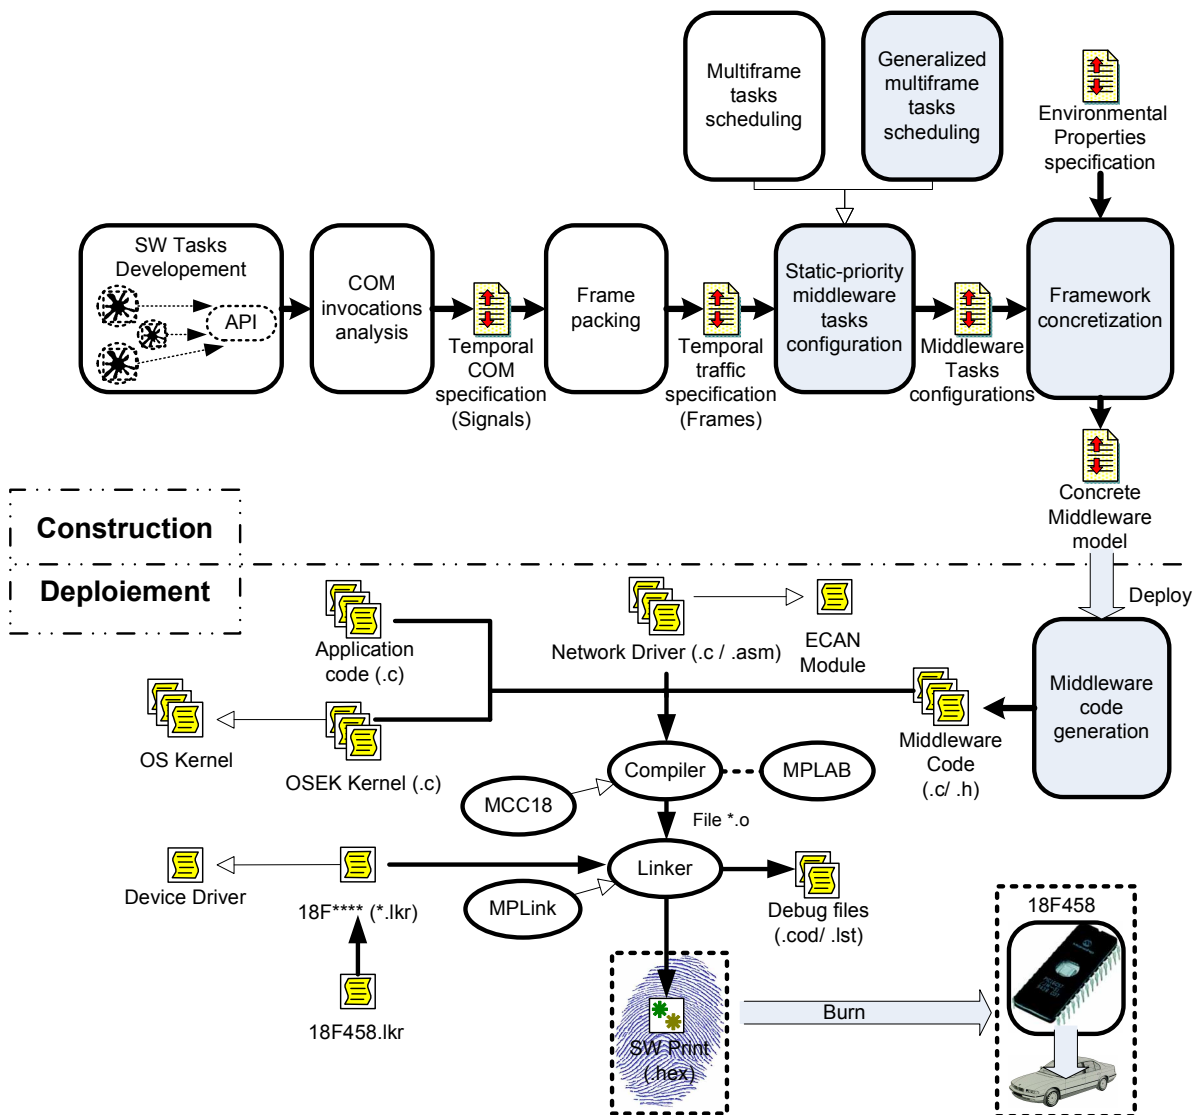 Multiframe
tasks
scheduling
Generalized
multiframe
tasks
scheduling
Environmental
Properties
specification
SW Tasks
Developement
API
COM
invocations
analysis
Temporal
COM
specification
(Signals)
Frame
packing
Temporal
traffic
specification
(Frames)
Static-priority
middleware
tasks
configuration
Middleware
Tasks
configurations
Framework
concretization
Concrete
Middleware
model
Construction
Deploiement
Deploy
Application
code (.c)
Network Driver (.c / .asm)
ECAN
Module
Middleware
code
generation
OS Kernel
OSEK Kernel (.c)
Middleware
Code
(.c/ .h)
Compiler
MPLAB
MCC18
File *.o
Linker
Device Driver
18F**** (*.lkr)
MPLink
Debug files
(.cod/ .lst)
18F458
18F458.lkr
SW Print
(.hex)
Burn